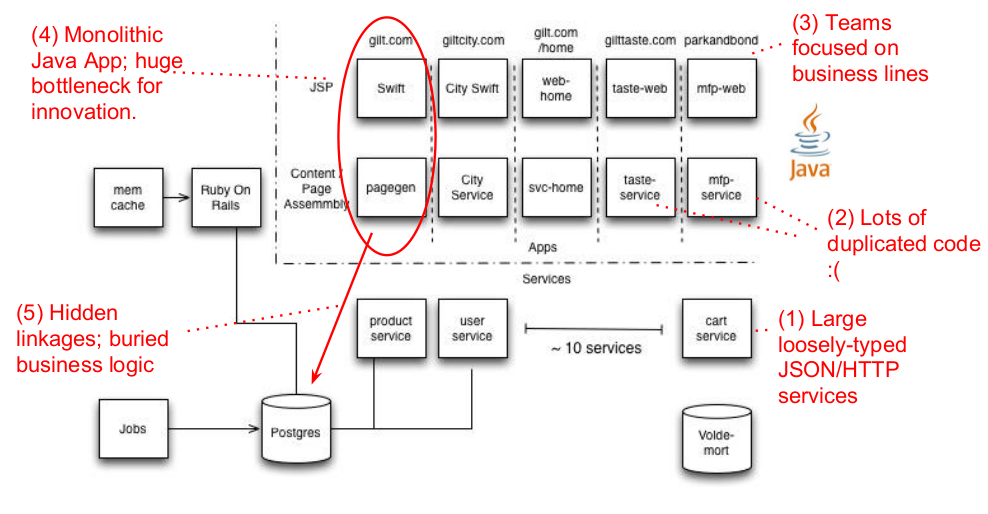 (4) Monolithic
Java App; huge
bottleneck for
innovation.
gilt.com
giltcity.com
gilt.com
/home
gilttaste.com
parkandbond
(3) Teams
focused on
business lines
JSP
Swift
City Swift
web-
home
taste-web
mfp-web
Java
mem
cache
Ruby On
Rails
Content /
Page
Assemmbly
pagegen
City
Service
svc-home
taste-
service
mfp-
service
(2) Lots of
duplicated code
:(
Apps
Services
(5) Hidden
linkages; buried
business logic
product
service
user
service
~ 10 services
cart
service
(1) Large
loosely-typed
JSON/HTTP
services
Jobs
Postgres
Volde-
mort